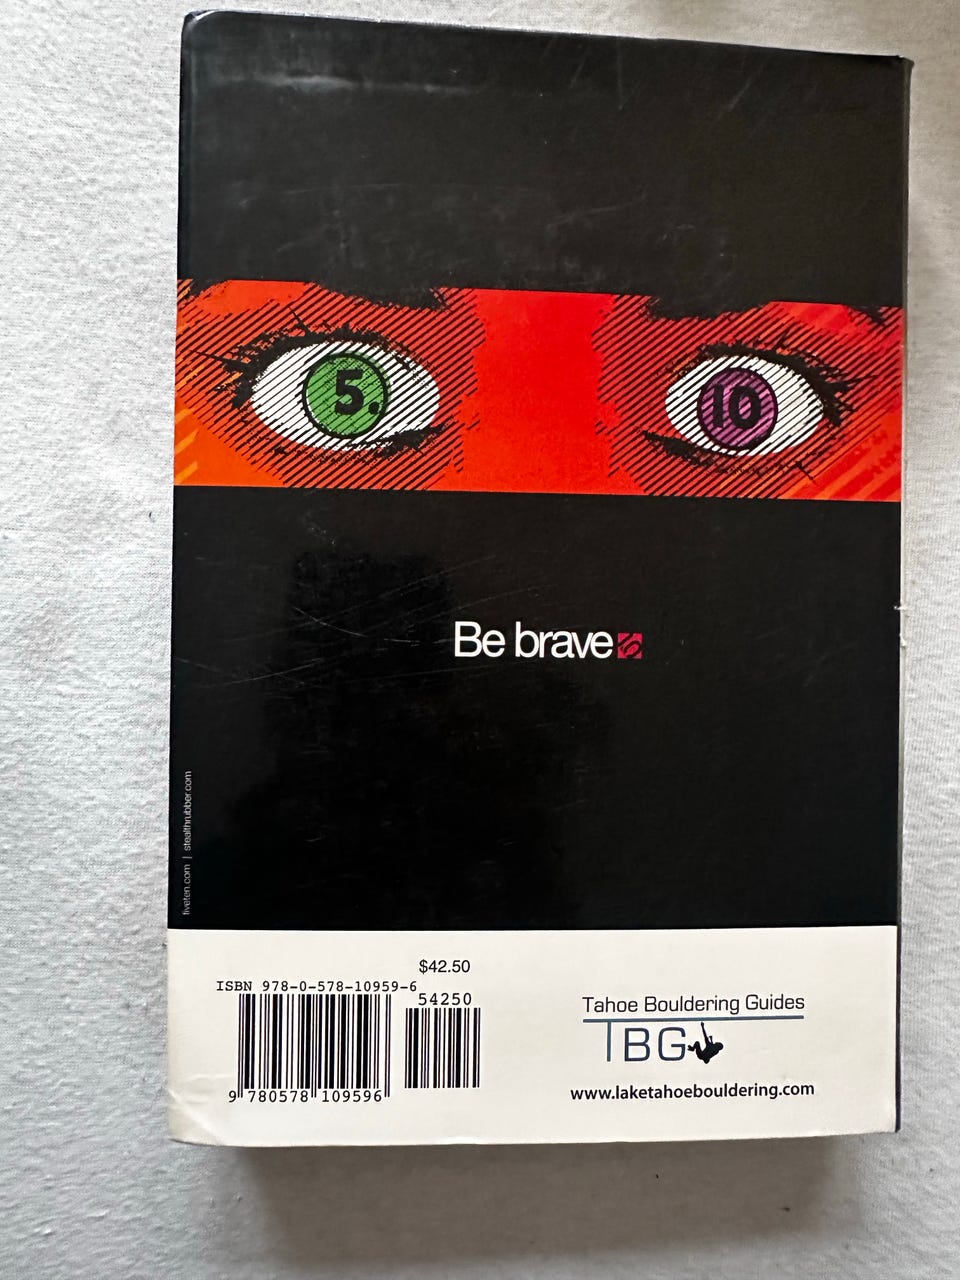 5.
10
Be brave
fiveten.com | stealthrubber.com
$42.50
ISBN 978-0-578-10959-6
54250
9 780578 109596
Tahoe Bouldering Guides
TBG
www.laketahoebouldering.com